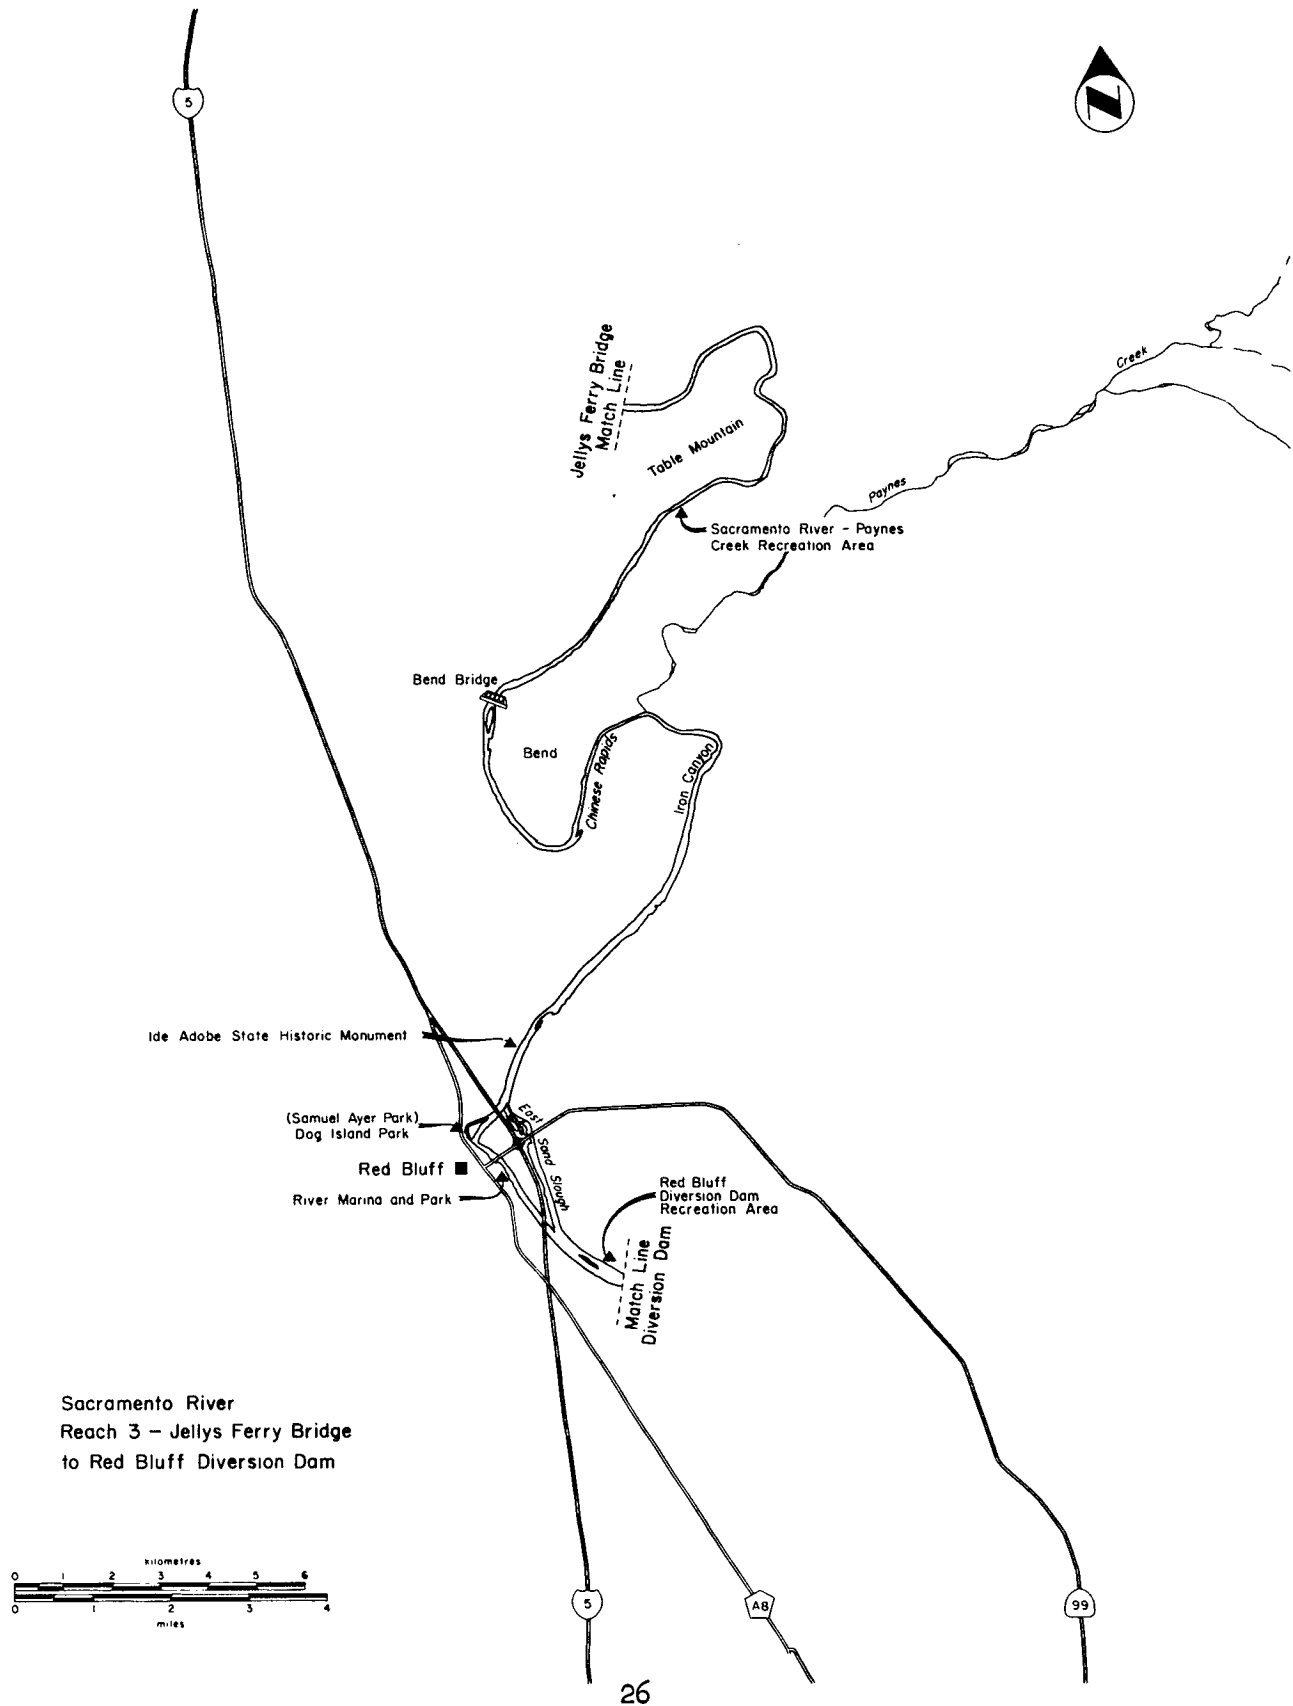 5
N
Jellys Ferry Bridge
Match Line
Creek
Table Mountain
Paynes
Sacramento River - Paynes
Creek Recreation Area
Bend Bridge
Bend
Chinese Rapids
Iron Canyon
Ide Adobe State Historic Monument
East Sand Slough
(Samuel Ayer Park)
Dog Island Park
Red Bluff
River Marina and Park
Red Bluff
Diversion Dam
Recreation Area
Match Line
Diversion Dam
Sacramento River
Reach 3 - Jellys Ferry Bridge
to Red Bluff Diversion Dam
kilometres
0 1 2 3 4 5 6
0 1 2 3 4
miles
5
A8
99
26